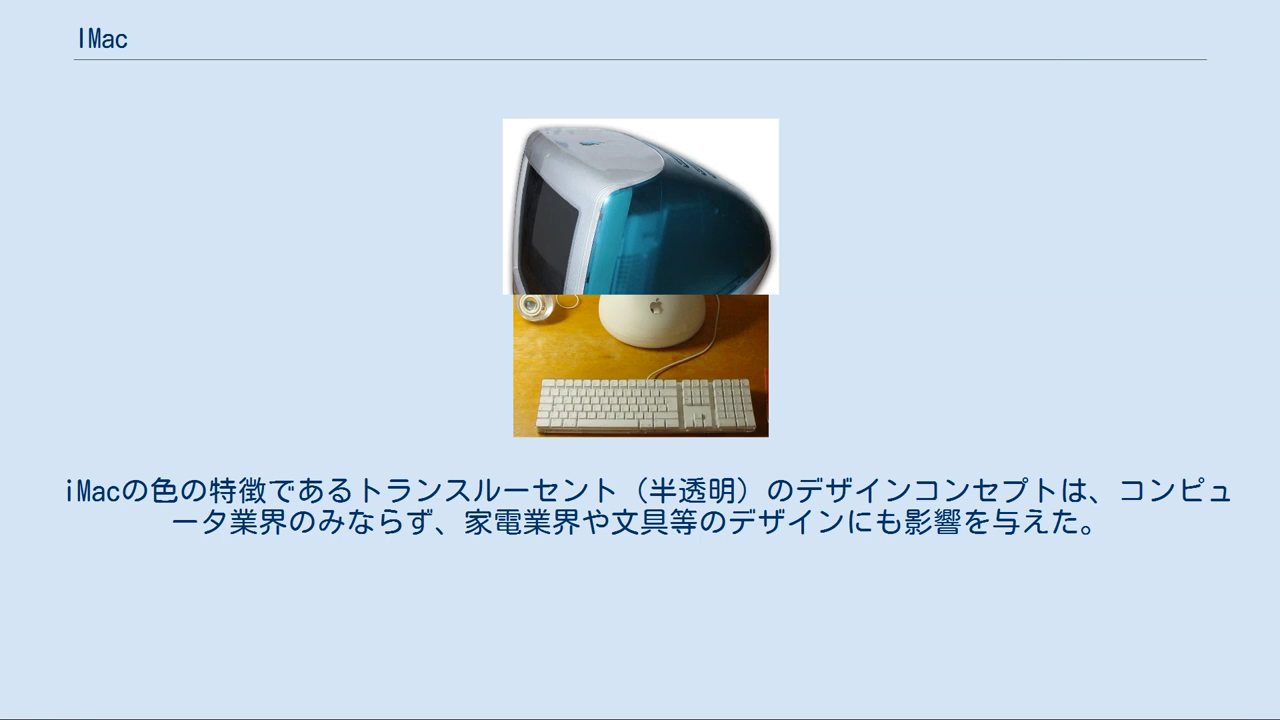 IMac
iMacの色の特徴であるトランスルーセント（半透明）のデザインコンセプトは、コンピュ
ータ業界のみならず、家電業界や文具等のデザインにも影響を与えた。